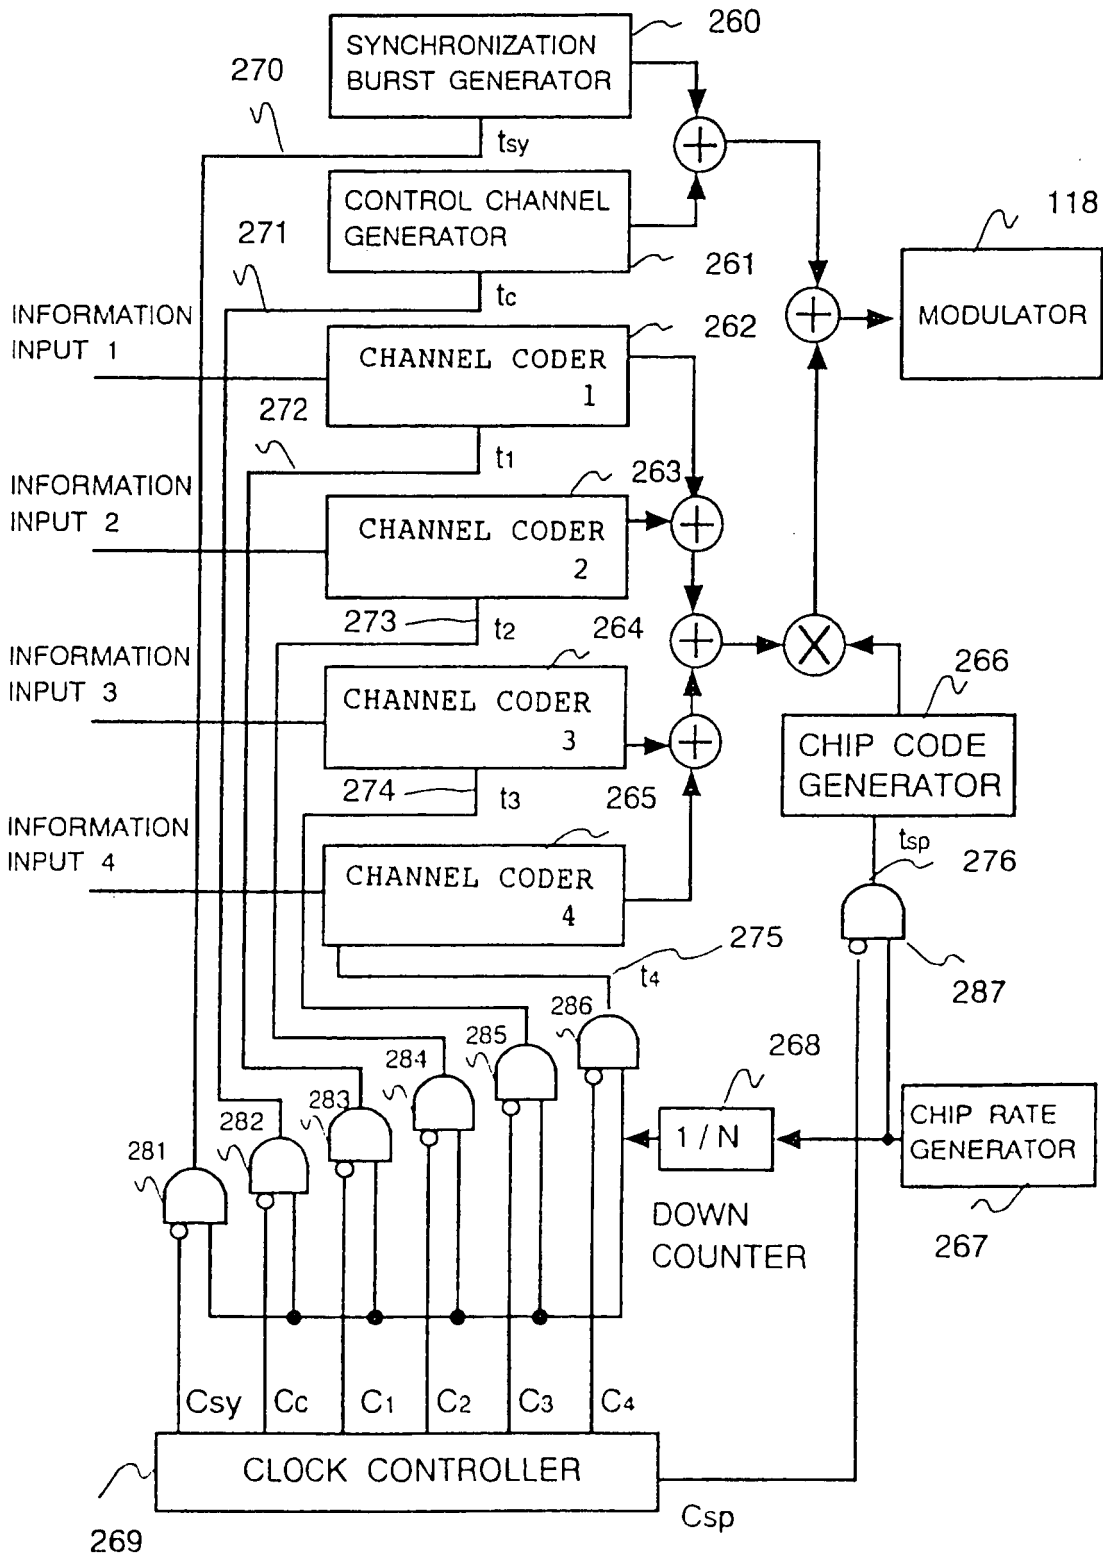 260
SYNCHRONIZATION
BURST GENERATOR
270
tsy
CONTROL CHANNEL
GENERATOR
118
271
261
tc
MODULATOR
INFORMATION
INPUT 1
262
CHANNEL CODER
1
272
t1
263
INFORMATION
INPUT 2
CHANNEL CODER
2
273
t2
264
INFORMATION
INPUT 3
CHANNEL CODER
3
266
CHIP CODE
GENERATOR
274
t3
265
INFORMATION
INPUT 4
CHANNEL CODER
4
tsp
276
275
t4
287
286
285
284
283
282
281
268
1/N
CHIP RATE
GENERATOR
DOWN
COUNTER
267
Csy
Cc
C1
C2
C3
C4
CLOCK CONTROLLER
Csp
269